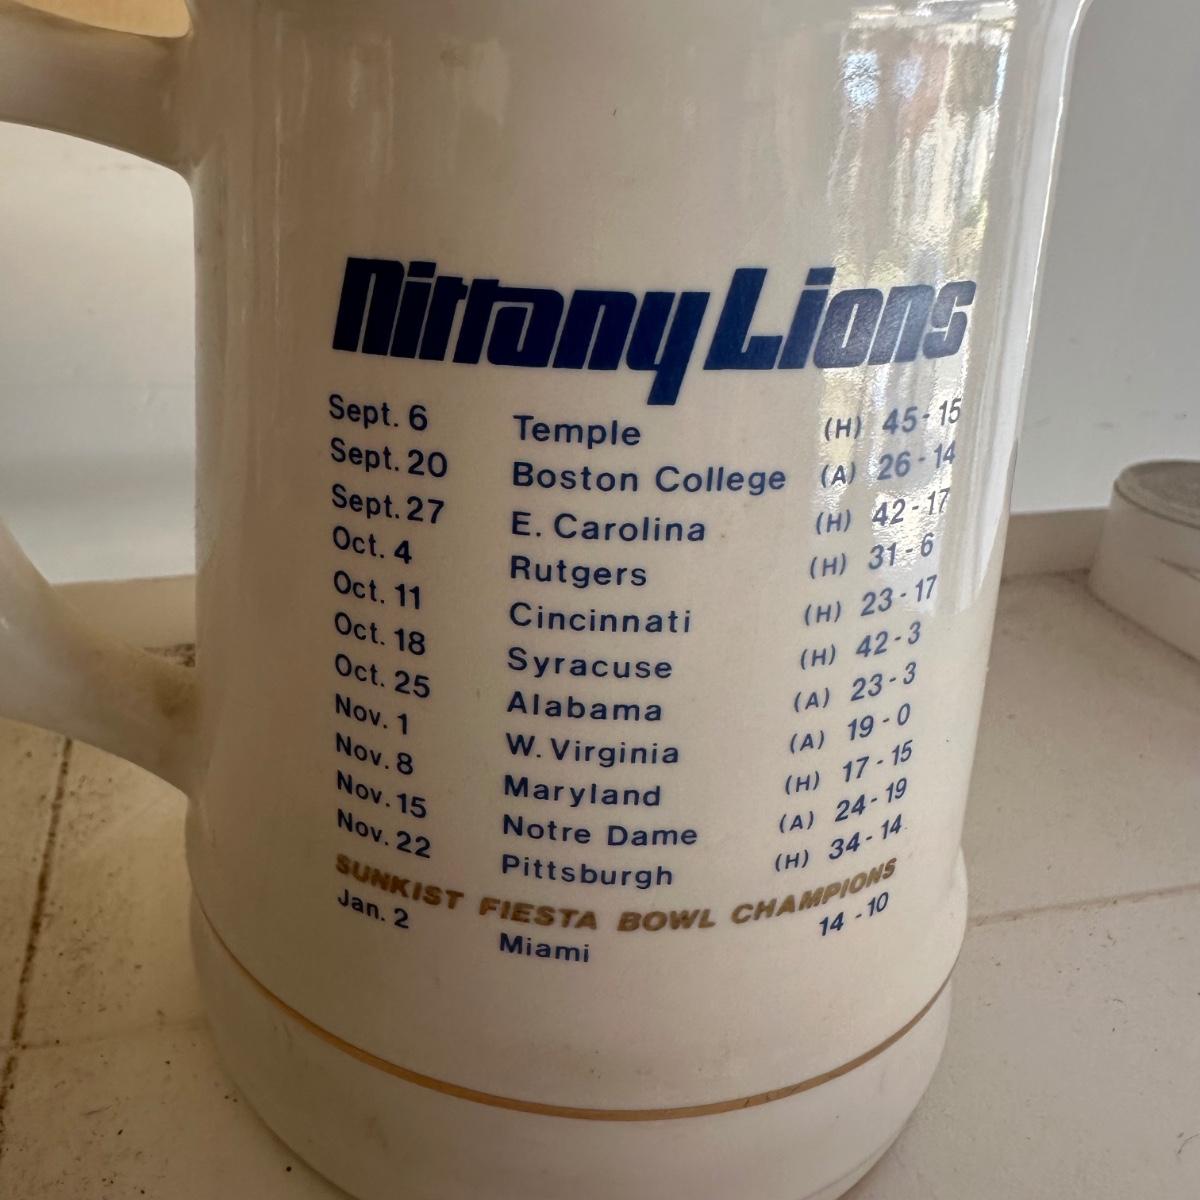 Nittany Lions
Sept. 6 Temple (H) 45-15
Sept. 20 Boston College (A) 26-14
Sept. 27 E. Carolina (H) 42-17
Oct. 4 Rutgers (H) 31-6
Oct. 11 Cincinnati (H) 23-17
Oct. 18 Syracuse (H) 42-3
Oct. 25 Alabama (A) 23-3
Nov. 1 W. Virginia (A) 19-0
Nov. 8 Maryland (H) 17-15
Nov. 15 Notre Dame (A) 24-19
Nov. 22 Pittsburgh (H) 34-14
SUNKIST FIESTA BOWL CHAMPIONS
Jan. 2 Miami 14-10